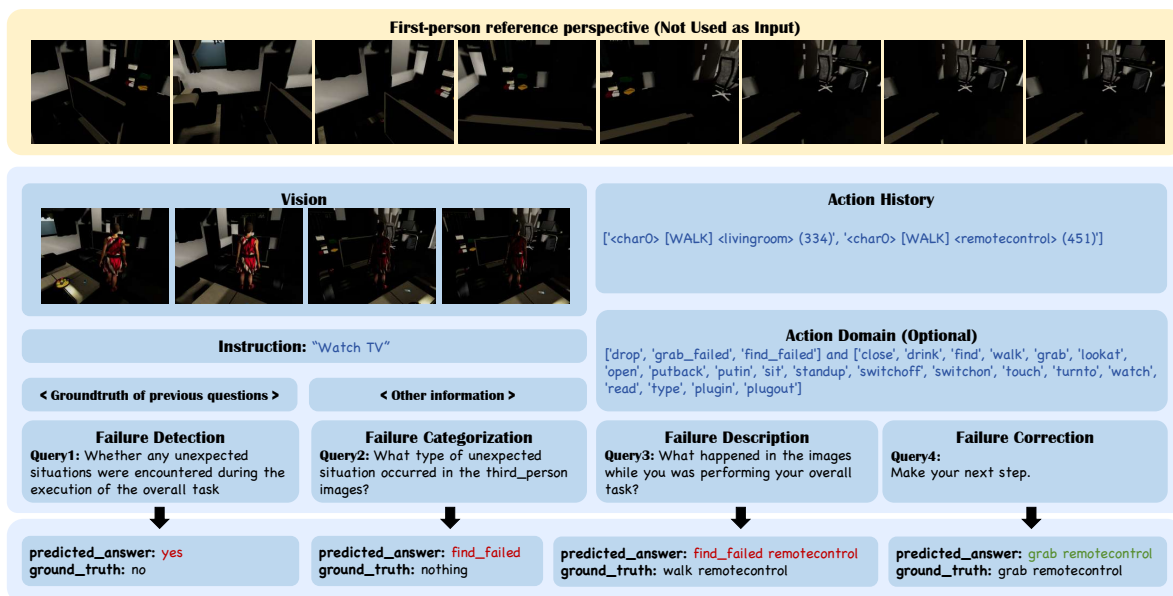 First-person reference perspective (Not Used as Input)
Vision
Action History
['<char0> [WALK] <livingroom> (334)', '<char0> [WALK] <remotecontrol> (451)']
Instruction: “Watch TV”
Action Domain (Optional)
['drop', 'grab_failed', 'find_failed'] and ['close', 'drink', 'find', 'walk', 'grab', 'lookat',
'open', 'putback', 'putin', 'sit', 'standup', 'switchoff', 'switchon', 'touch', 'turnto', 'watch',
'read', 'type', 'plugin', 'plugout']
< Groundtruth of previous questions >
< Other information >
Failure Detection
Query1: Whether any unexpected
situations were encountered during the
execution of the overall task
Failure Categorization
Query2: What type of unexpected
situation occurred in the third_person
images?
Failure Description
Query3: What happened in the images
while you was performing your overall
task?
Failure Correction
Query4:
Make your next step.
predicted_answer: yes
ground_truth: no
predicted_answer: find_failed
ground_truth: nothing
predicted_answer: find_failed remotecontrol
ground_truth: walk remotecontrol
predicted_answer: grab remotecontrol
ground_truth: grab remotecontrol